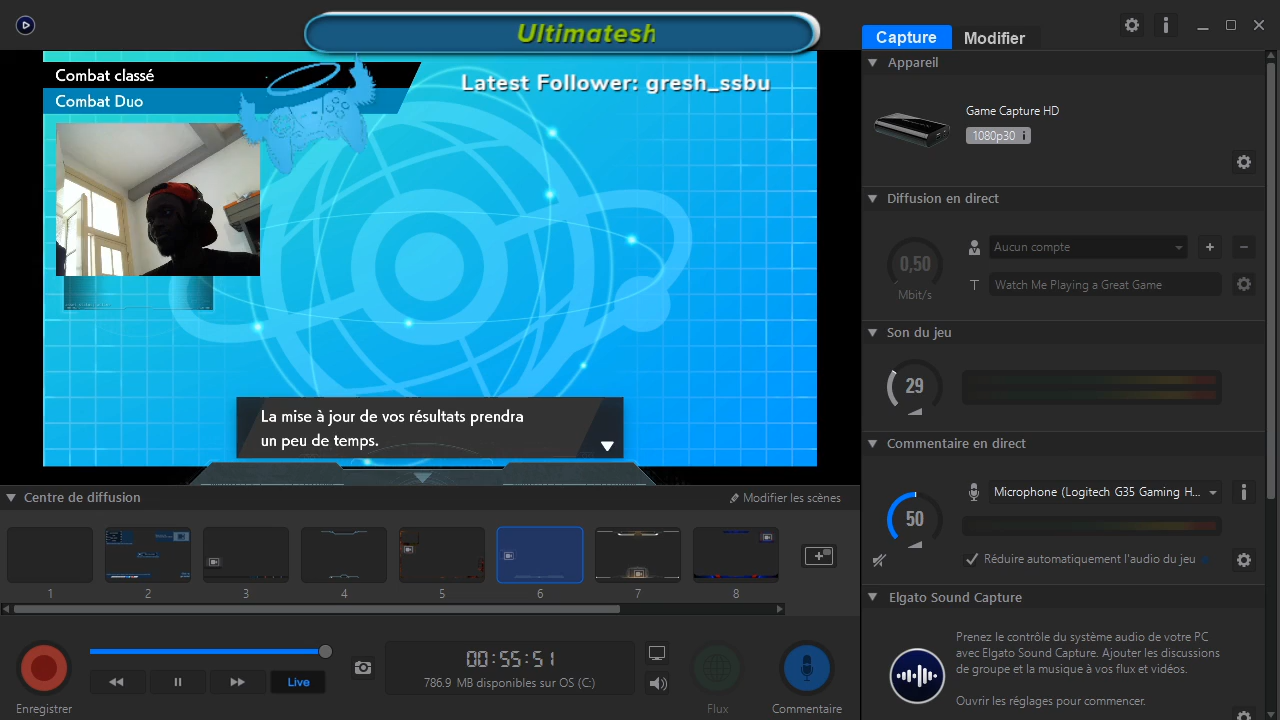 Ultimatesh
Combat classé
Combat Duo
Latest Follower: gresh_ssbu
La mise à jour de vos résultats prendra
un peu de temps.
Capture
Modifier
Appareil
Game Capture HD
1080p30
Diffusion en direct
0,50
Mbit/s
Aucun compte
Watch Me Playing a Great Game
Son du jeu
29
Commentaire en direct
50
Microphone (Logitech G35 Gaming H...
Réduire automatiquement l'audio du jeu
Elgato Sound Capture
Prenez le contrôle du système audio de votre PC
avec Elgato Sound Capture. Ajouter les discussions
de groupe et la musique à vos flux et vidéos.
Ouvrir les réglages pour commencer.
Centre de diffusion
Modifier les scènes
1
2
3
4
5
6
7
8
Enregistrer
Live
00:55:51
786.9 MB disponibles sur OS (C:)
Flux
Commentaire